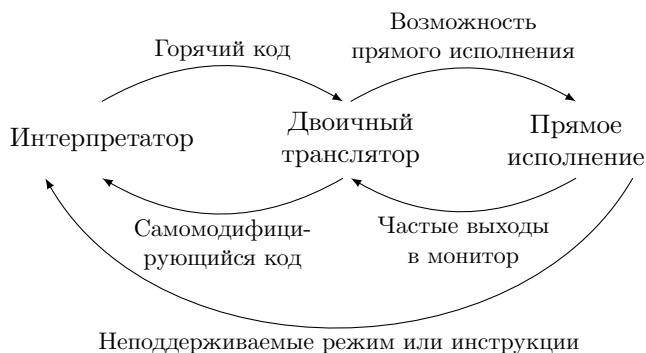 Возможность
прямого исполнения
Горячий код
Интерпретатор
Двоичный
транслятор
Прямое
исполнение
Самомодифици-
рующийся код
Частые выходы
в монитор
Неподдерживаемые режим или инструкции